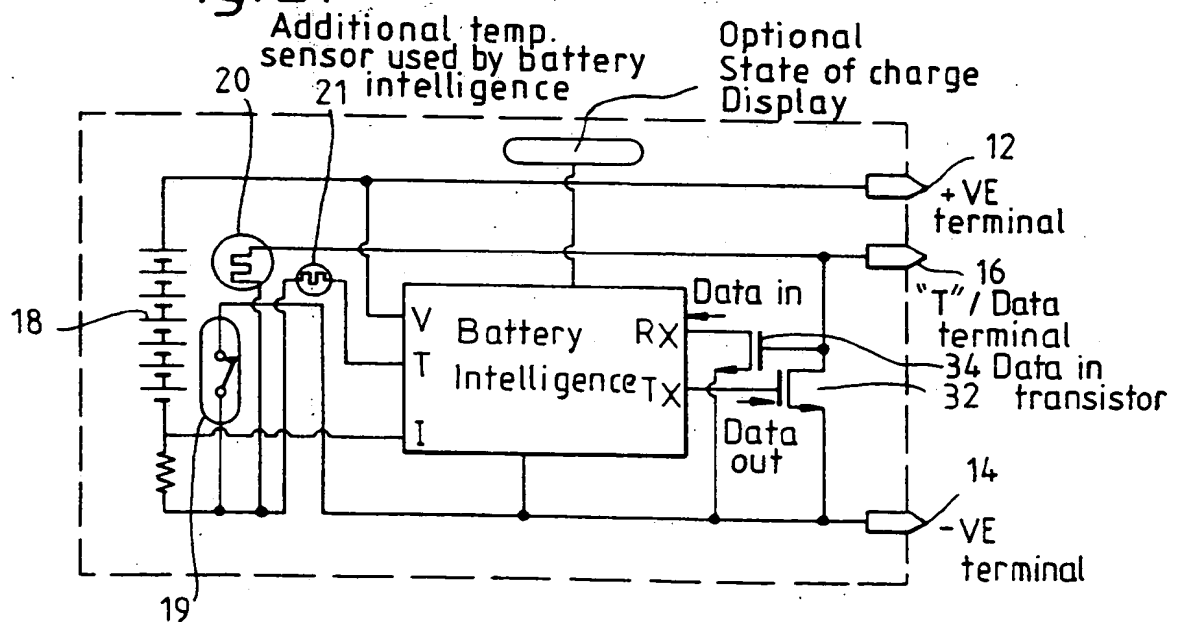 Additional temp.
sensor used by battery
intelligence
Optional
State of charge
Display
20
21
12
+VE
terminal
16
"T" / Data
terminal
34 Data in
32 transistor
18
V
T
I
Battery
Intelligence
RX
TX
Data in
Data
out
14
-VE
terminal
19